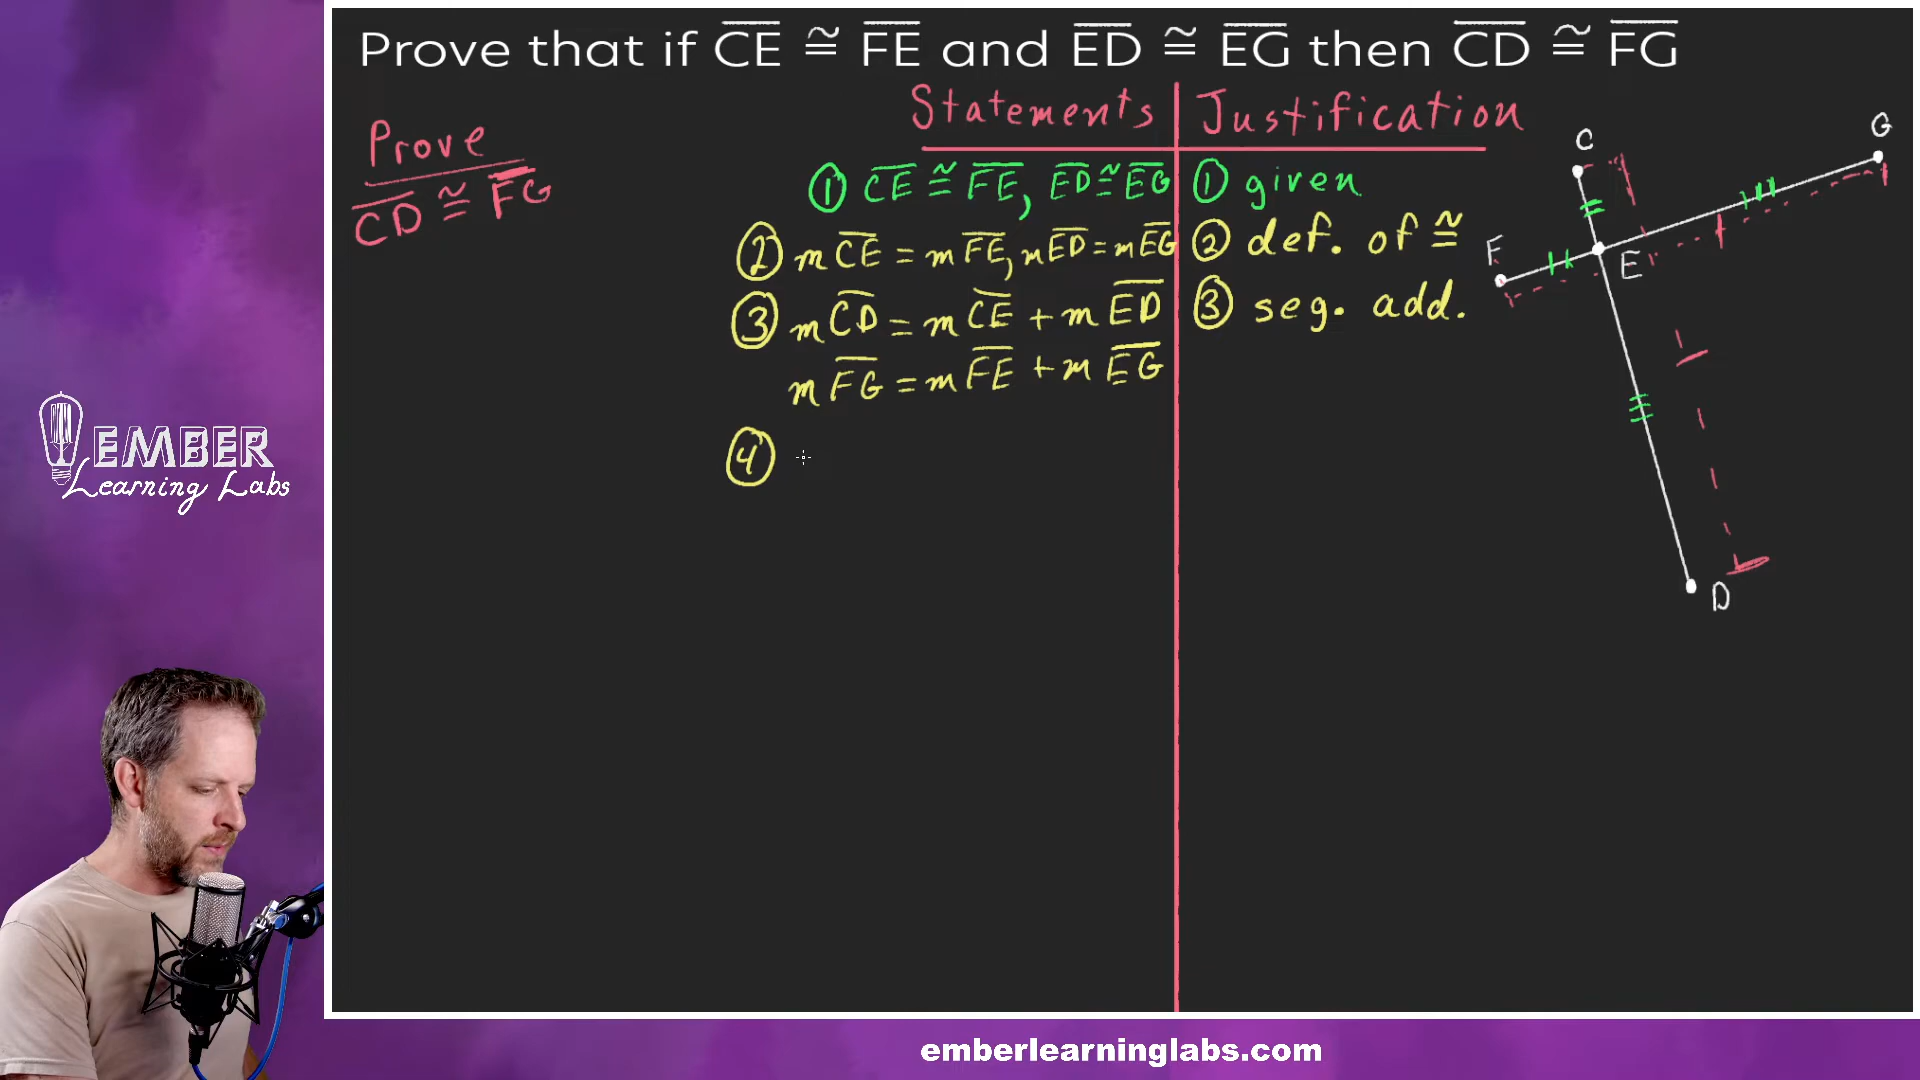 Prove that if C̅E̅ ≅ F̅E̅ and E̅D̅ ≅ E̅G̅ then C̅D̅ ≅ F̅G̅
Statements Justification
Prove
C̅D̅ ≅ F̅G̅
① C̅E̅ ≅ F̅E̅, E̅D̅ ≅ E̅G̅ ① given
② mC̅E̅ = mF̅E̅, mE̅D̅ = mE̅G̅ ② def. of ≅
③ mC̅D̅ = mC̅E̅ + mE̅D̅ ③ seg. add.
mF̅G̅ = mF̅E̅ + mE̅G̅
④
C
G
F
E
D
EMBER
Learning Labs
emberlearninglabs.com